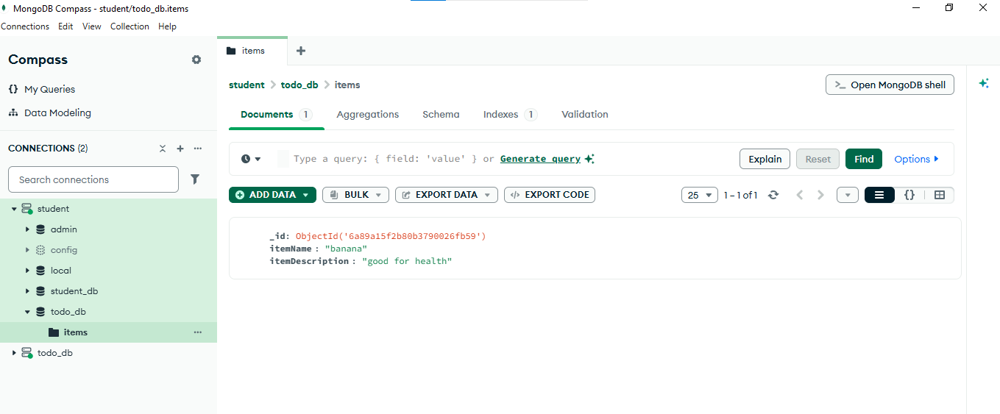 MongoDB Compass - student/todo_db.items
Connections Edit View Collection Help
Compass
My Queries
Data Modeling
CONNECTIONS (2)
Search connections
student
admin
config
local
student_db
todo_db
items
todo_db
items
student > todo_db > items
>_ Open MongoDB shell
Documents 1 Aggregations Schema Indexes 1 Validation
Type a query: { field: 'value' } or Generate query
Explain Reset Find Options
ADD DATA BULK EXPORT DATA EXPORT CODE 25 1 – 1 of 1
_id: ObjectId('6a89a15f2b80b3790026fb59')
itemName : "banana"
itemDescription : "good for health"